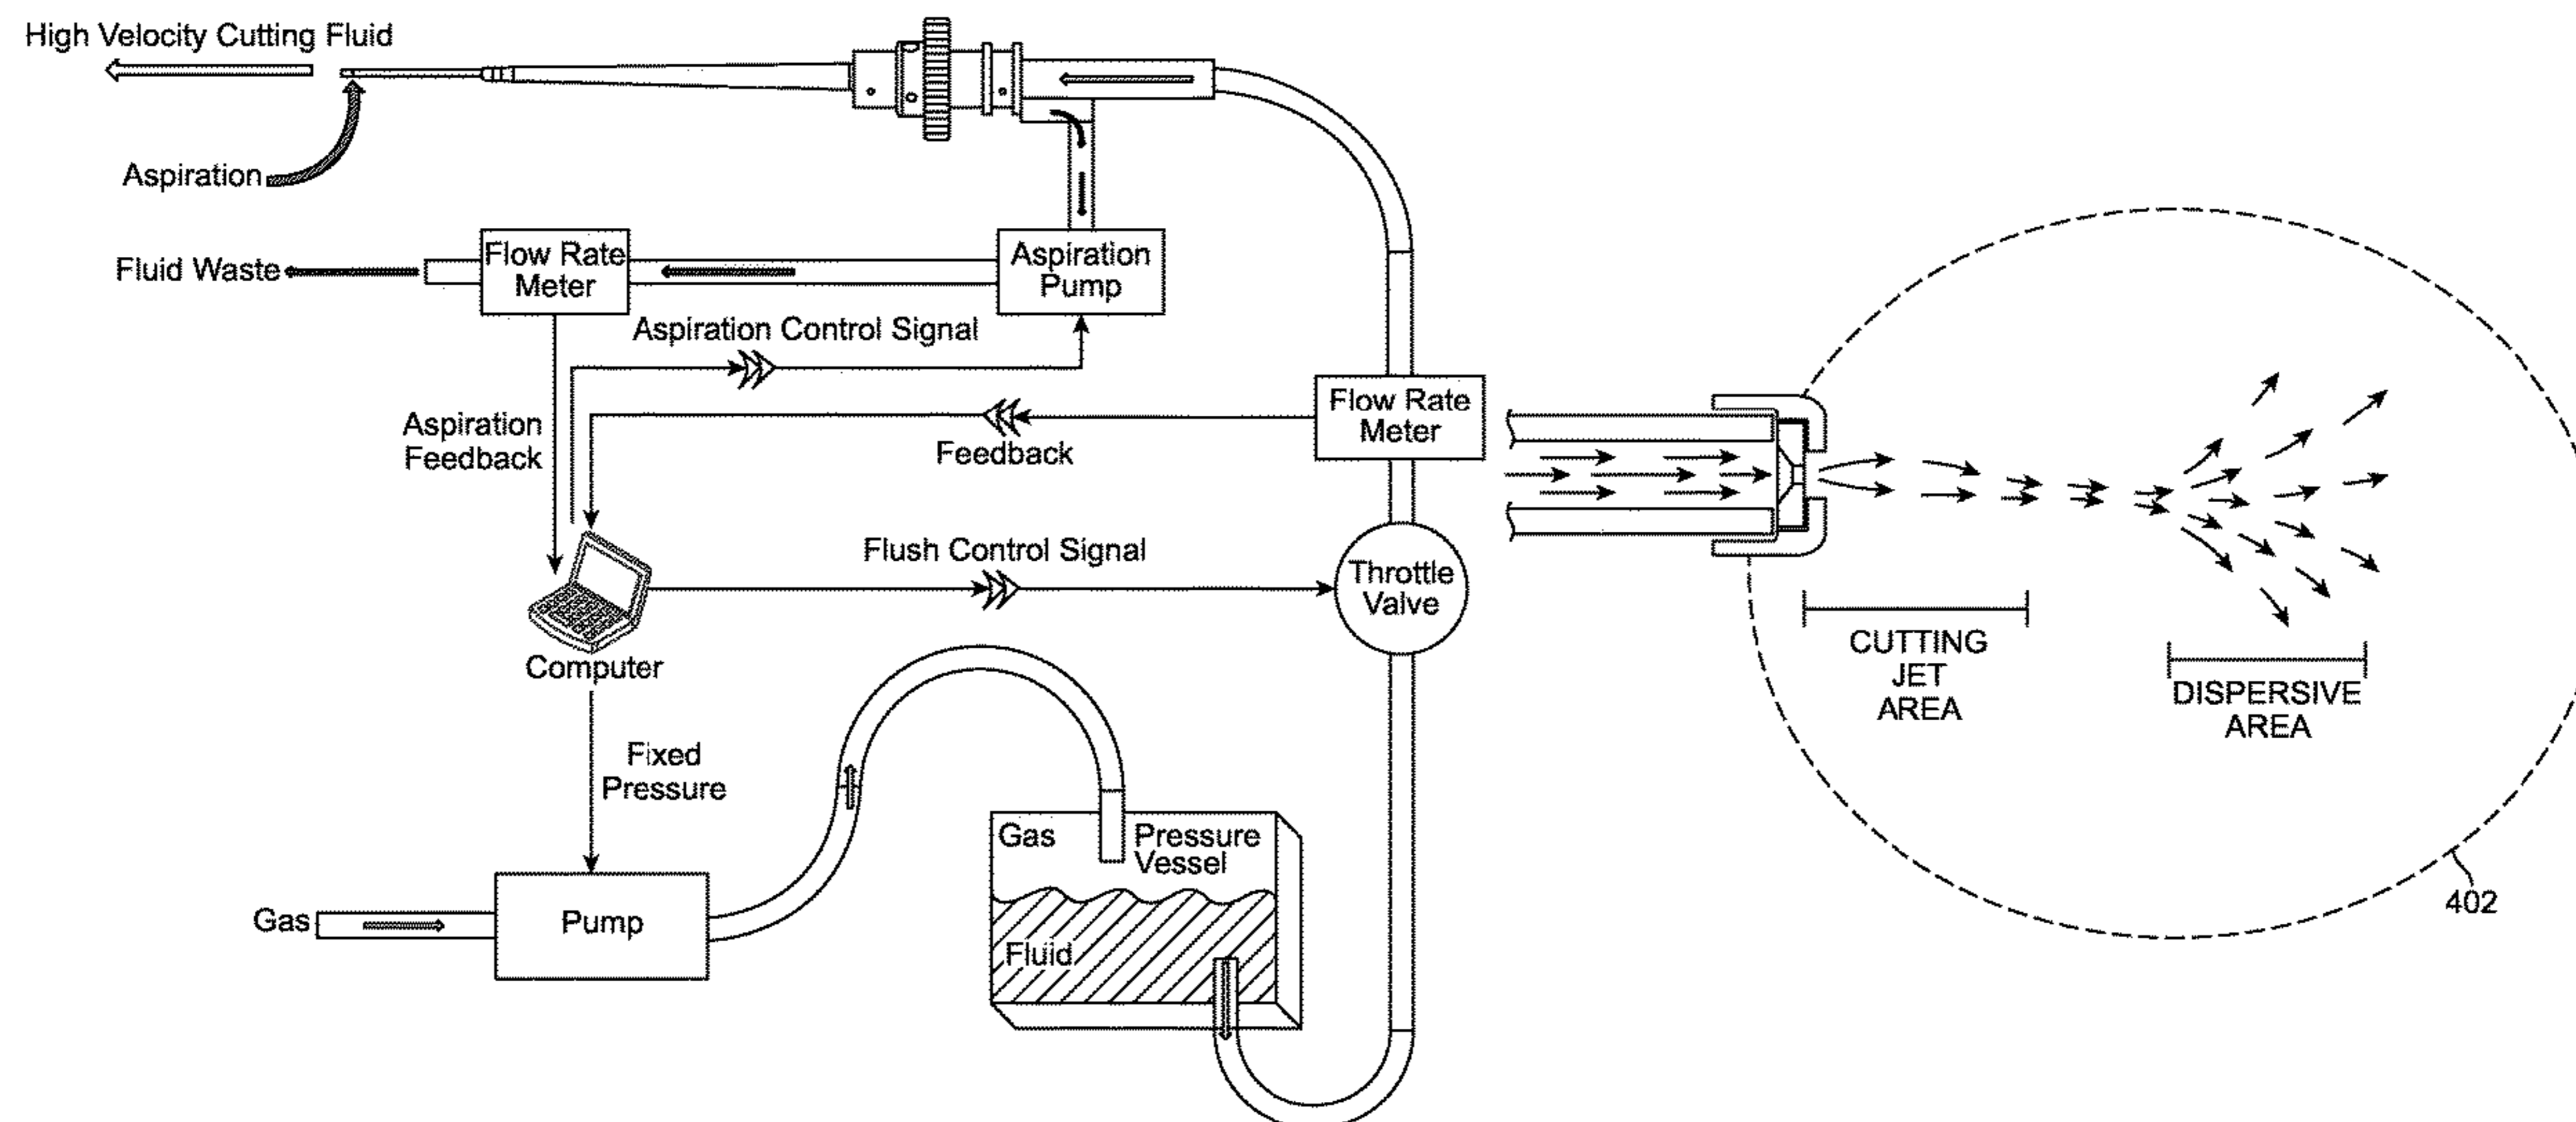 High Velocity Cutting Fluid
Aspiration
Fluid Waste
Flow Rate
Meter
Aspiration
Pump
Aspiration Control Signal
Aspiration
Feedback
Feedback
Flow Rate
Meter
Flush Control Signal
Throttle
Valve
Computer
Fixed
Pressure
Gas
Pump
Gas
Pressure
Vessel
Fluid
CUTTING
JET
AREA
DISPERSIVE
AREA
402